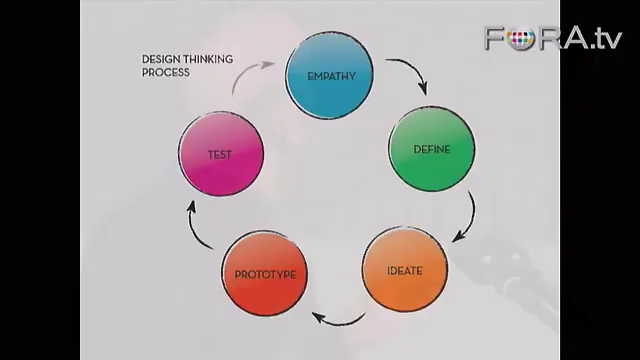 DESIGN THINKING
PROCESS
FORA.tv
EMPATHY
DEFINE
IDEATE
PROTOTYPE
TEST